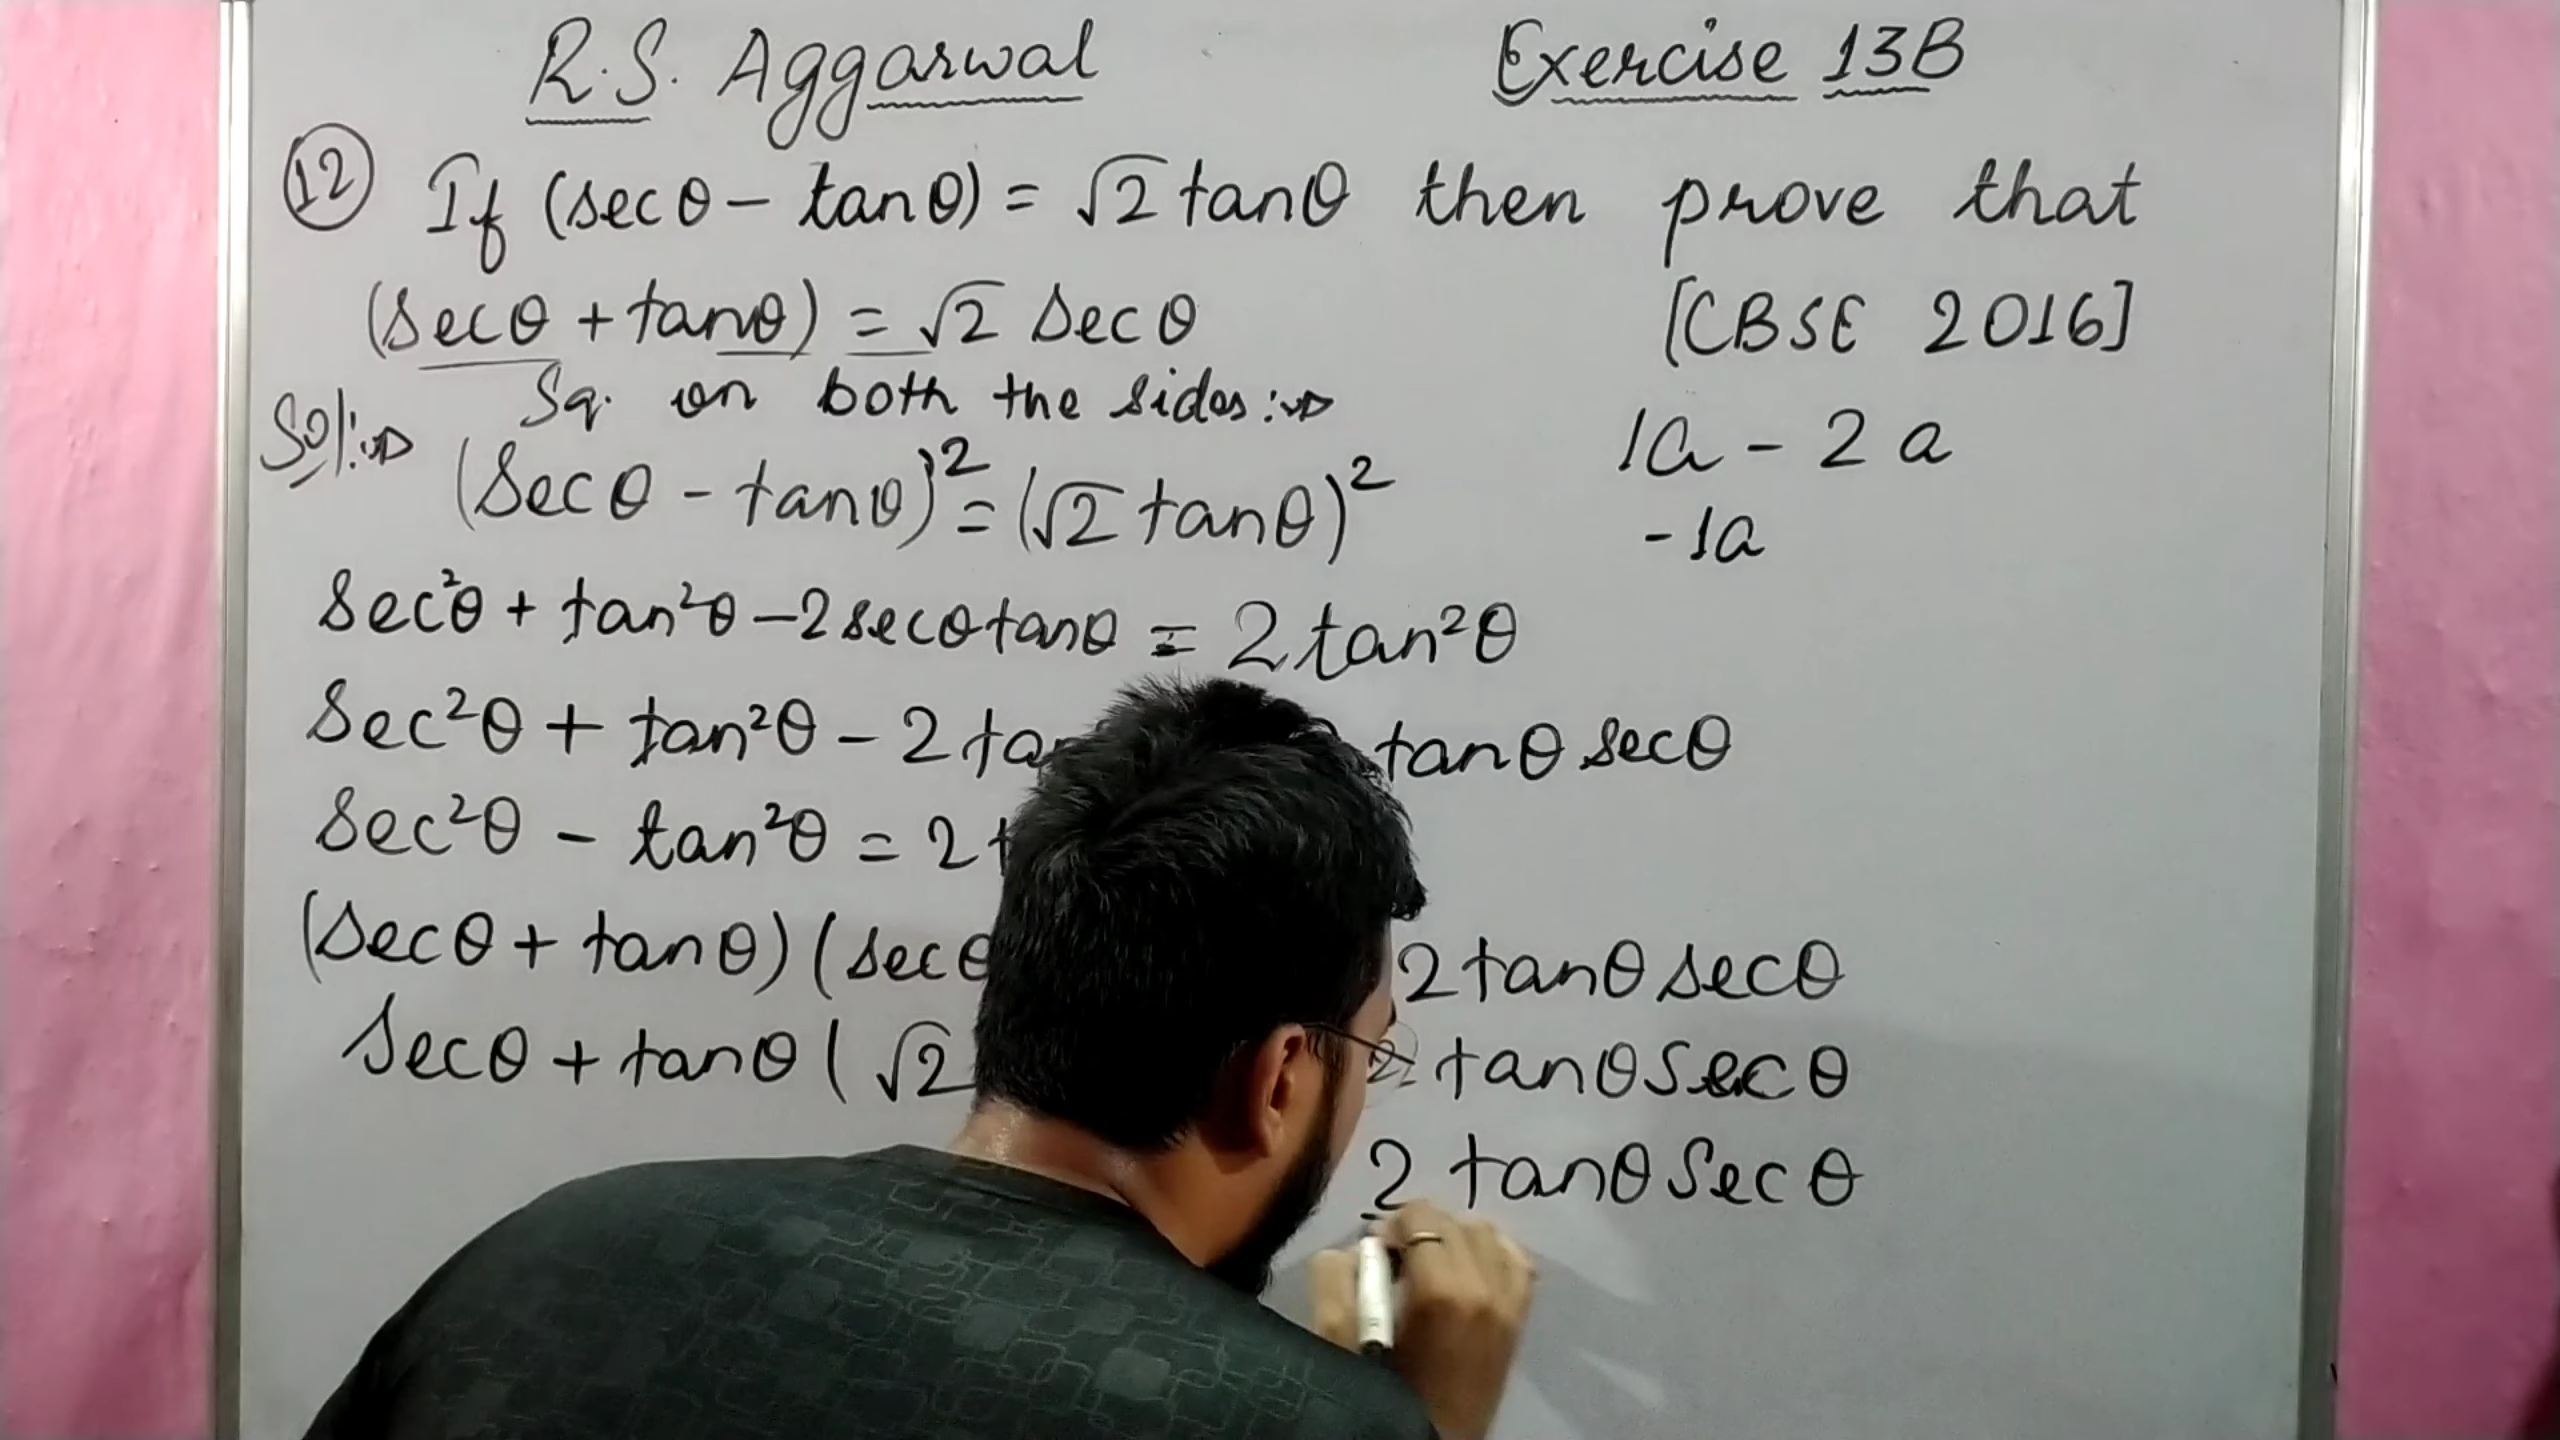 R.S. Aggarwal Exercise 13B
12 If (secθ - tanθ) = √2 tanθ then prove that
(secθ + tanθ) = √2 secθ [CBSE 2016]
Sol: Sq. on both the sides:
1a - 2a
(secθ - tanθ)² = (√2 tanθ)²
-1a
sec²θ + tan²θ - 2secθtanθ = 2tan²θ
sec²θ + tan²θ - 2 tanθ secθ
sec²θ - tan²θ = 2
(secθ + tanθ)(secθ 2tanθ secθ
secθ + tanθ(√2 2 tanθ secθ
2 tanθ secθ